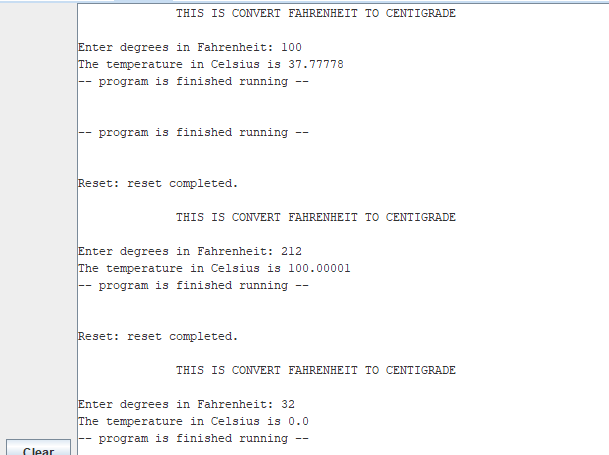 THIS IS CONVERT FAHRENHEIT TO CENTIGRADE
Enter degrees in Fahrenheit: 100
The temperature in Celsius is 37.77778
-- program is finished running --
-- program is finished running --
Reset: reset completed.
THIS IS CONVERT FAHRENHEIT TO CENTIGRADE
Enter degrees in Fahrenheit: 212
The temperature in Celsius is 100.00001
-- program is finished running --
Reset: reset completed.
THIS IS CONVERT FAHRENHEIT TO CENTIGRADE
Enter degrees in Fahrenheit: 32
The temperature in Celsius is 0.0
-- program is finished running --
Clear